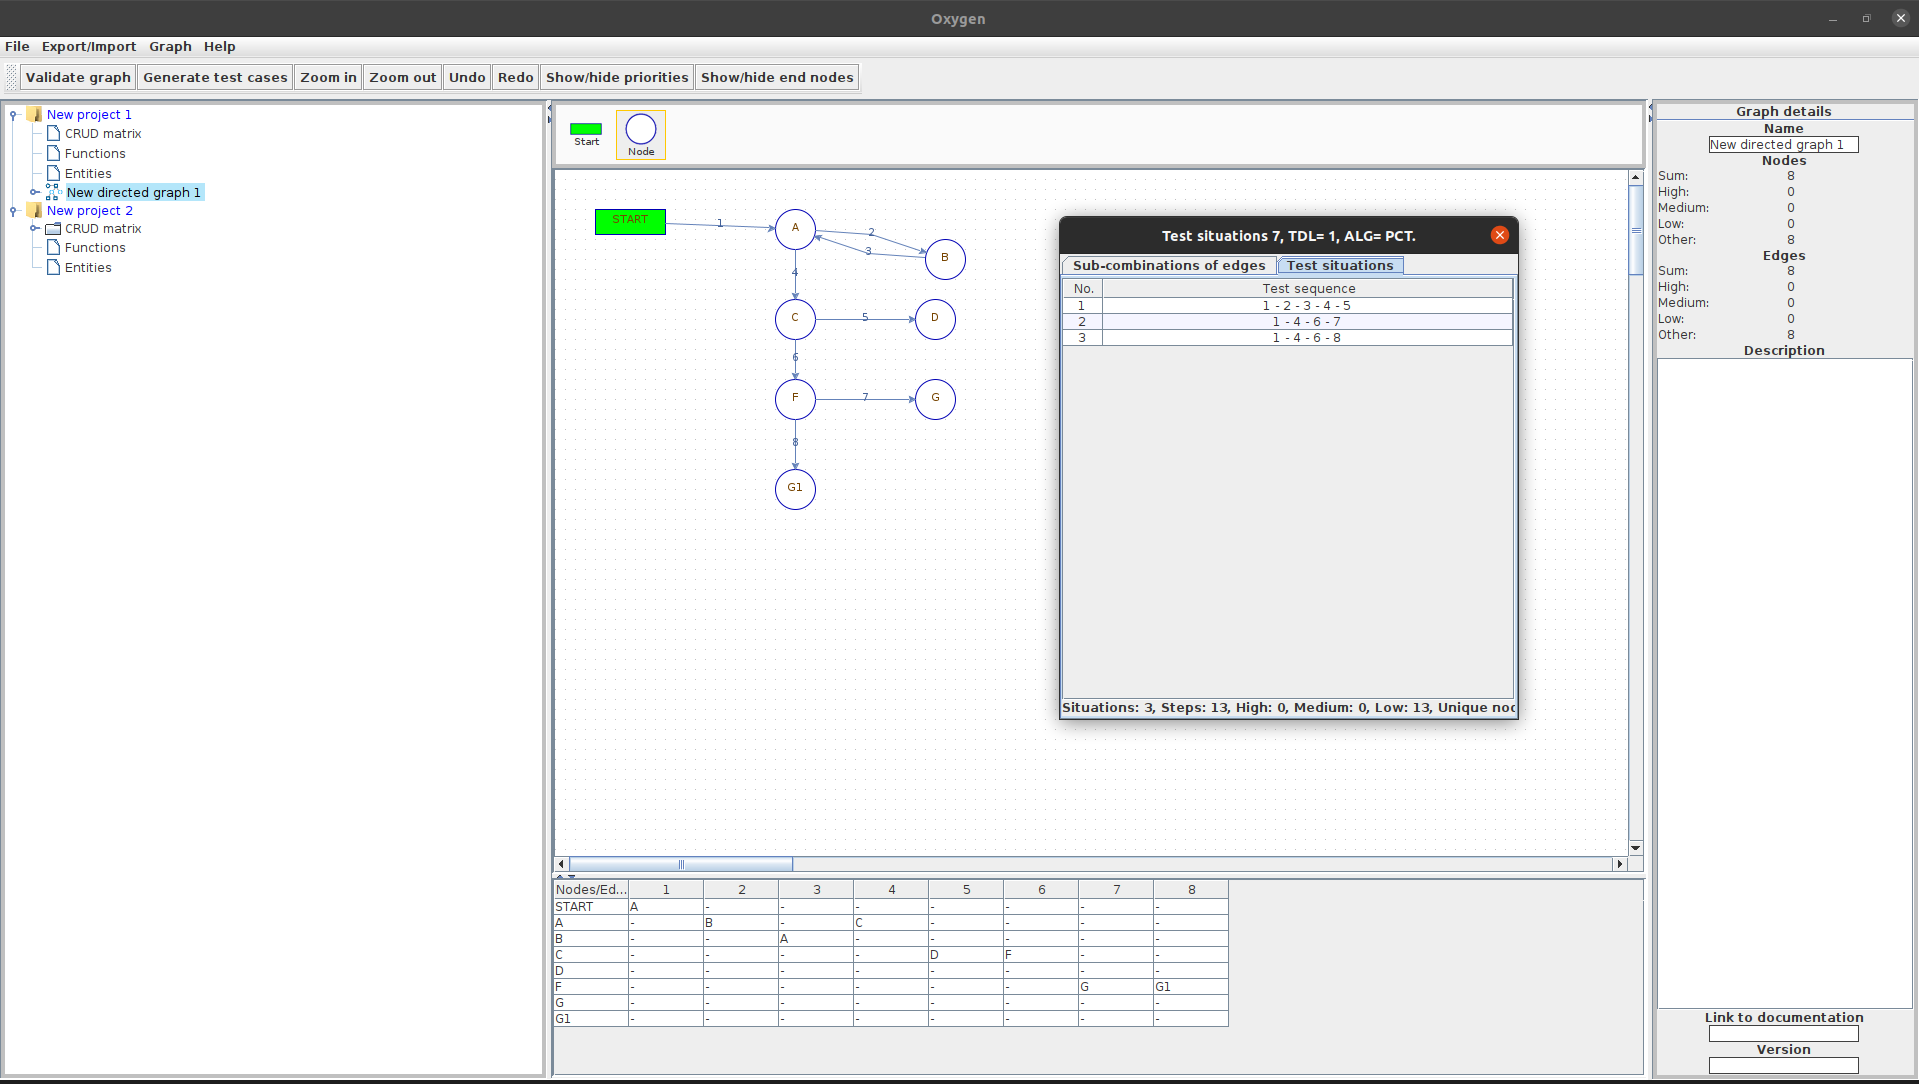 Oxygen
File Export/Import Graph Help
Validate graph Generate test cases Zoom in Zoom out Undo Redo Show/hide priorities Show/hide end nodes
New project 1
CRUD matrix
Functions
Entities
New directed graph 1
New project 2
CRUD matrix
Functions
Entities
Start
Node
START
1
A
2
3
B
4
C
5
D
6
F
7
G
8
G1
Test situations 7, TDL= 1, ALG= PCT.
Sub-combinations of edges Test situations
No. Test sequence
1 1 - 2 - 3 - 4 - 5
2 1 - 4 - 6 - 7
3 1 - 4 - 6 - 8
Situations: 3, Steps: 13, High: 0, Medium: 0, Low: 13, Unique noc
Nodes/Ed... 1 2 3 4 5 6 7 8
START A - - - - - - -
A - B - C - - - -
B - - A - - - - -
C - - - - D F - -
D - - - - - - - -
F - - - - - - G G1
G - - - - - - - -
G1 - - - - - - - -
Graph details
Name
New directed graph 1
Nodes
Sum: 8
High: 0
Medium: 0
Low: 0
Other: 8
Edges
Sum: 8
High: 0
Medium: 0
Low: 0
Other: 8
Description
Link to documentation
Version